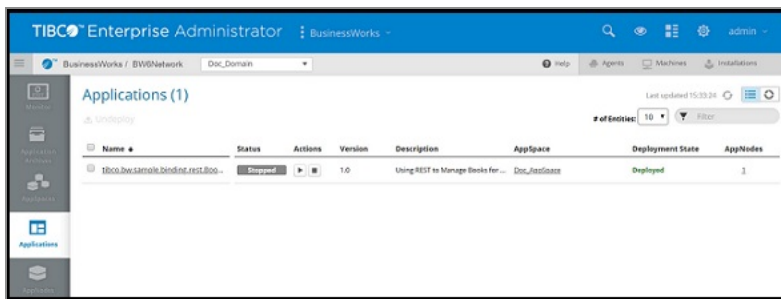 TIBCO™ Enterprise Administrator
BusinessWorks
admin
BusinessWorks / BW6Network
Doc_Domain
Help
Agents
Machines
Installations
Monitor
Applications (1)
Last updated 15:33:24
Undeploy
# of Entities: 10
Filter
Application Archives
Name Status Actions Version Description AppSpace Deployment State AppNodes
tibco.bw.sample.binding.rest.Boo... Stopped 1.0 Using REST to Manage Books for ... Doc_AppSpace Deployed 1
AppSpaces
Applications
AppNodes